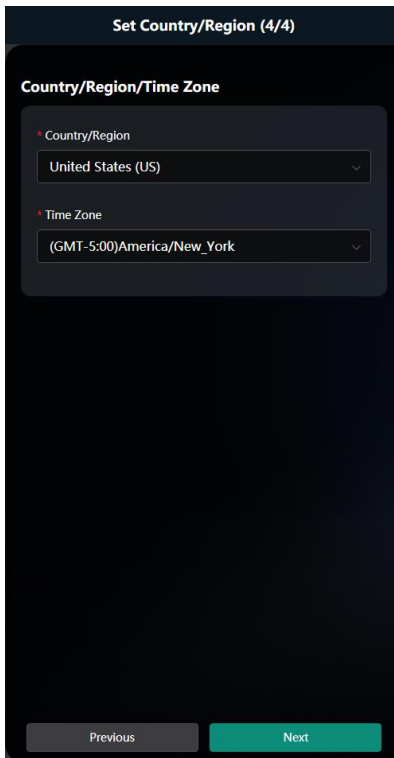 Set Country/Region (4/4)
Country/Region/Time Zone
* Country/Region
United States (US)
* Time Zone
(GMT-5:00)America/New_York
Previous
Next